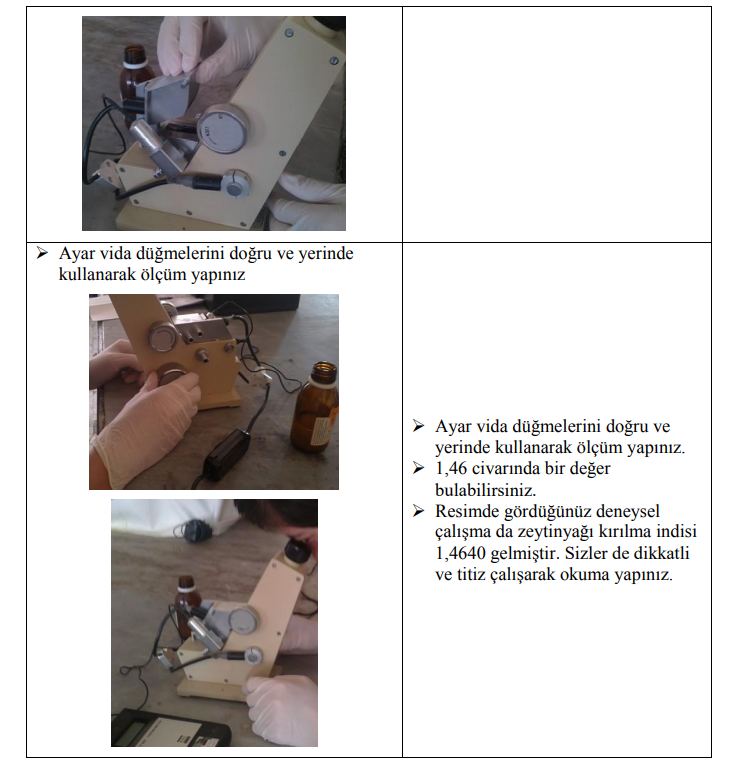 ➢ Ayar vida düğmelerini doğru ve yerinde
kullanarak ölçüm yapınız
➢ Ayar vida düğmelerini doğru ve
yerinde kullanarak ölçüm yapınız.
➢ 1,46 civarında bir değer
bulabilirsiniz.
➢ Resimde gördüğünüz deneysel
çalışma da zeytinyağı kırılma indisi
1,4640 gelmiştir. Sizler de dikkatli
ve titiz çalışarak okuma yapınız.